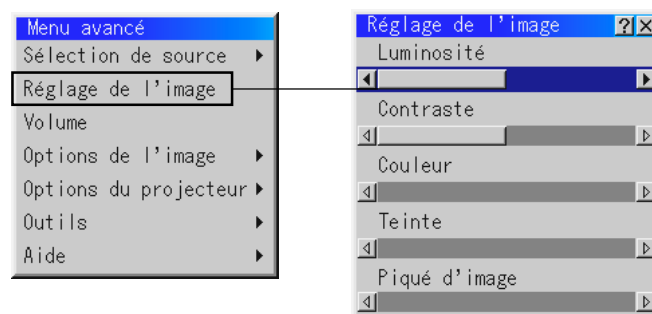 Menu avancé
Sélection de source
Réglage de l'image
Volume
Options de l'image
Options du projecteur
Outils
Aide
Réglage de l'image
Luminosité
Contraste
Couleur
Teinte
Piqué d'image